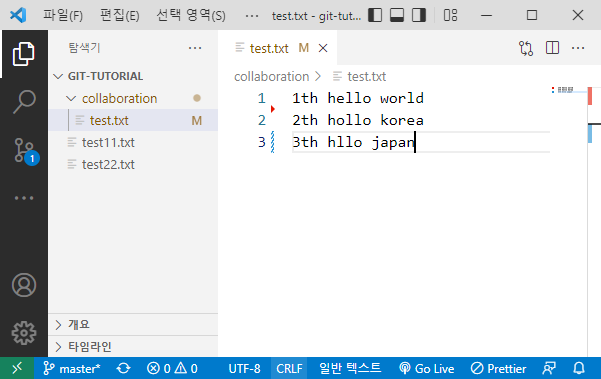 파일(F) 편집(E) 선택 영역(S) ··· test.txt - git-tut...
탐색기 ···
GIT-TUTORIAL
collaboration
test.txt M
test11.txt
test22.txt
개요
타임라인
test.txt M
collaboration > test.txt
1 1th hello world
2 2th hollo korea
3 3th hllo japan
1
master* 0 0 UTF-8 CRLF 일반 텍스트 Go Live Prettier